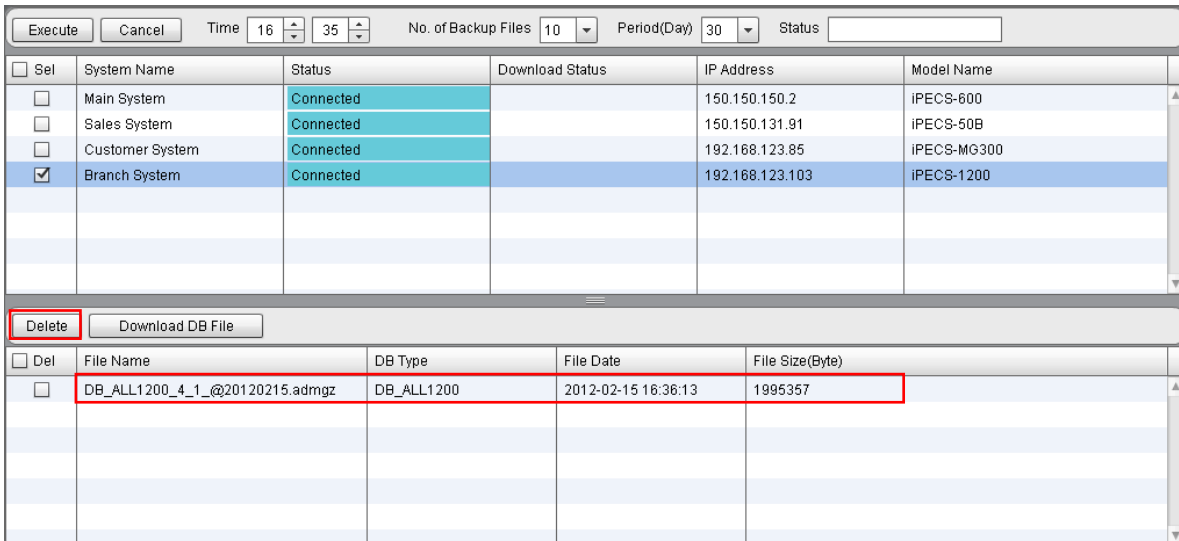 Execute Cancel Time 16 35 No. of Backup Files 10 Period(Day) 30 Status
Sel System Name Status Download Status IP Address Model Name
Main System Connected 150.150.150.2 iPECS-600
Sales System Connected 150.150.131.91 iPECS-50B
Customer System Connected 192.168.123.85 iPECS-MG300
Branch System Connected 192.168.123.103 iPECS-1200
Delete Download DB File
Del File Name DB Type File Date File Size(Byte)
DB_ALL1200_4_1_@20120215.admgz DB_ALL1200 2012-02-15 16:36:13 1995357